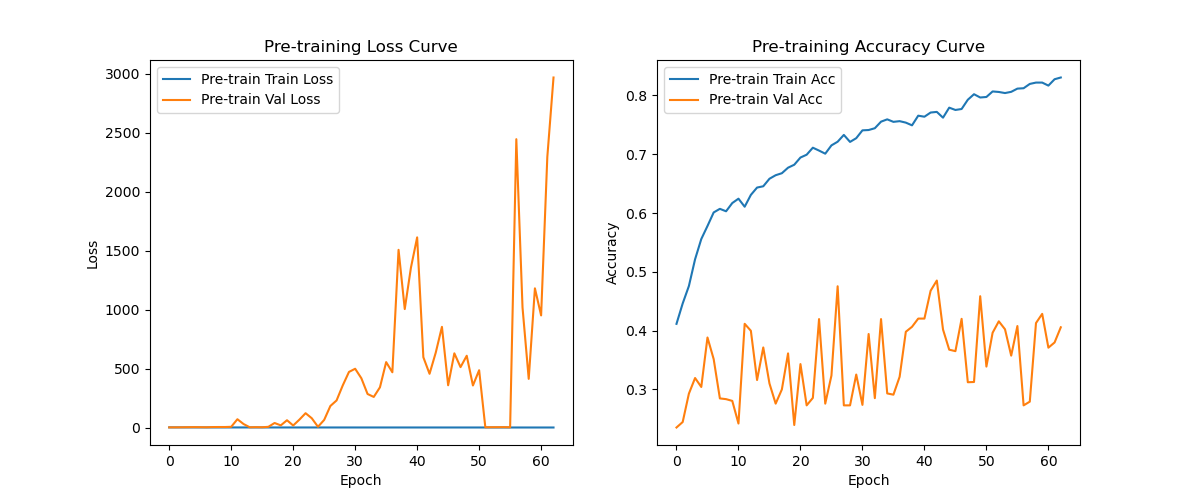 Pre-training Loss Curve
Pre-train Train Loss
Pre-train Val Loss
3000
2500
2000
1500
1000
500
0
Loss
0 10 20 30 40 50 60
Epoch
Pre-training Accuracy Curve
Pre-train Train Acc
Pre-train Val Acc
0.8
0.7
0.6
0.5
0.4
0.3
Accuracy
0 10 20 30 40 50 60
Epoch